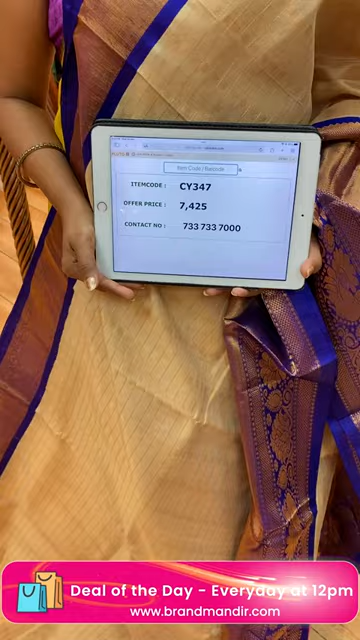 Item Code / Barcode
ITEMCODE : CY347
OFFER PRICE : 7,425
CONTACT NO : 733 733 7000
Deal of the Day - Everyday at 12pm
www.brandmandir.com